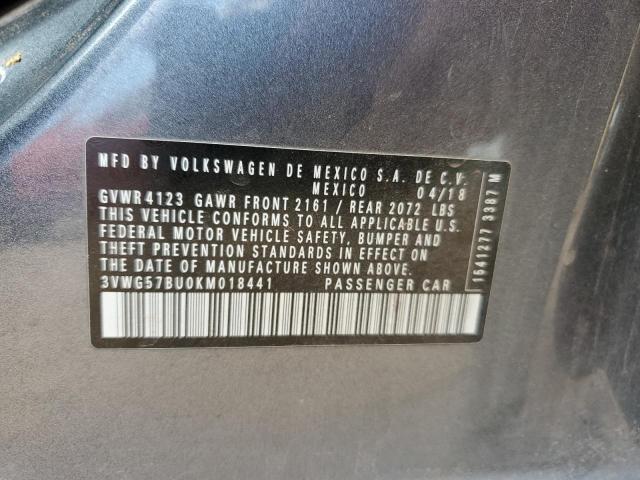 MFD BY VOLKSWAGEN DE MEXICO S.A. DE C.V.
MEXICO 04/18
GVWR 4123 GAWR FRONT 2161 / REAR 2072 LBS
THIS VEHICLE CONFORMS TO ALL APPLICABLE U.S.
FEDERAL MOTOR VEHICLE SAFETY, BUMPER AND
THEFT PREVENTION STANDARDS IN EFFECT ON
THE DATE OF MANUFACTURE SHOWN ABOVE.
3VWG57BU0KM018441 PASSENGER CAR
1541277 3387 M